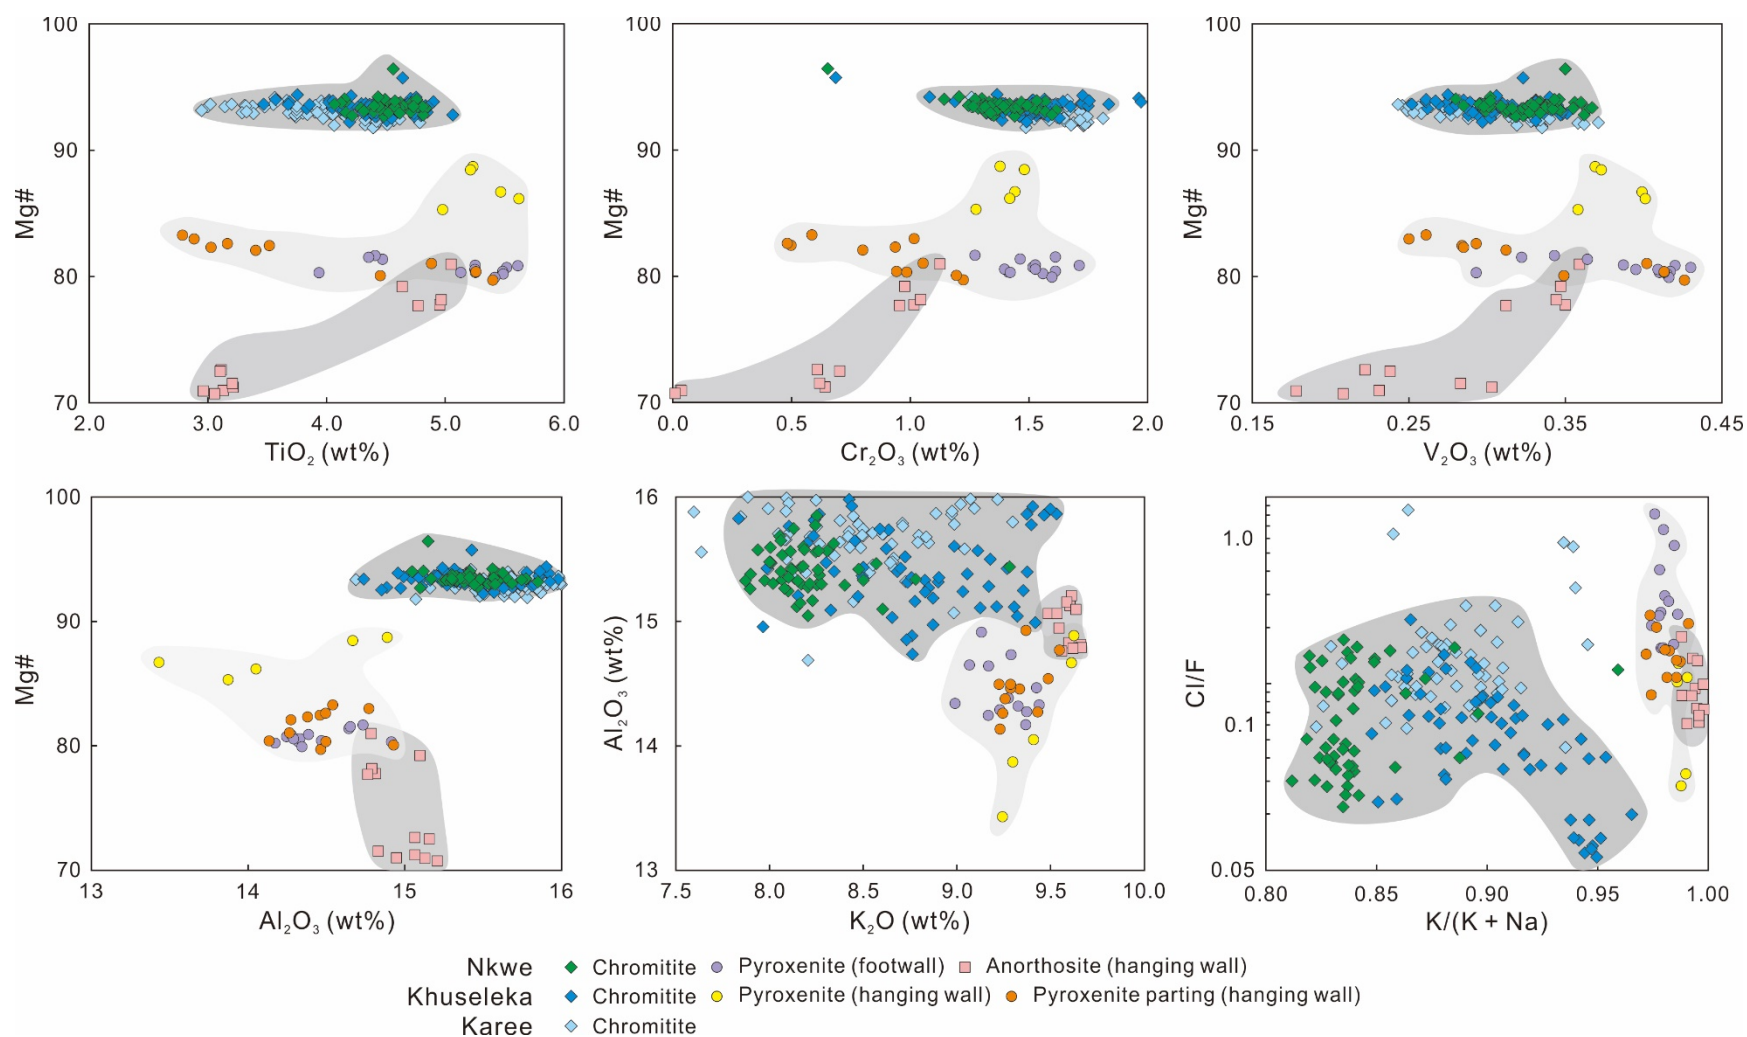 100 100 100
90 90 90
Mg# Mg# Mg#
80 80 80
70 70 70
2.0 3.0 4.0 5.0 6.0 0.0 0.5 1.0 1.5 2.0 0.15 0.25 0.35 0.45
TiO₂ (wt%) Cr₂O₃ (wt%) V₂O₃ (wt%)
100 16
1.0
90 15
Mg# Al₂O₃ (wt%) Cl/F
0.1
80 14
70 13 0.05
13 14 15 16 7.5 8.0 8.5 9.0 9.5 10.0 0.80 0.85 0.90 0.95 1.00
Al₂O₃ (wt%) K₂O (wt%) K/(K + Na)
Nkwe Chromitite Pyroxenite (footwall) Anorthosite (hanging wall)
Khuseleka Chromitite Pyroxenite (hanging wall) Pyroxenite parting (hanging wall)
Karee Chromitite